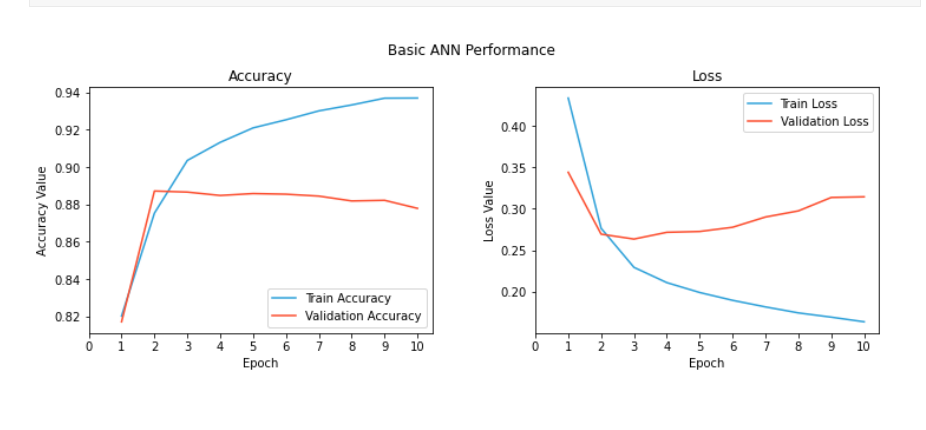 Basic ANN Performance
Accuracy
Accuracy Value
0.94
0.92
0.90
0.88
0.86
0.84
0.82
Train Accuracy
Validation Accuracy
0 1 2 3 4 5 6 7 8 9 10
Epoch
Loss
Loss Value
0.40
0.35
0.30
0.25
0.20
Train Loss
Validation Loss
0 1 2 3 4 5 6 7 8 9 10
Epoch